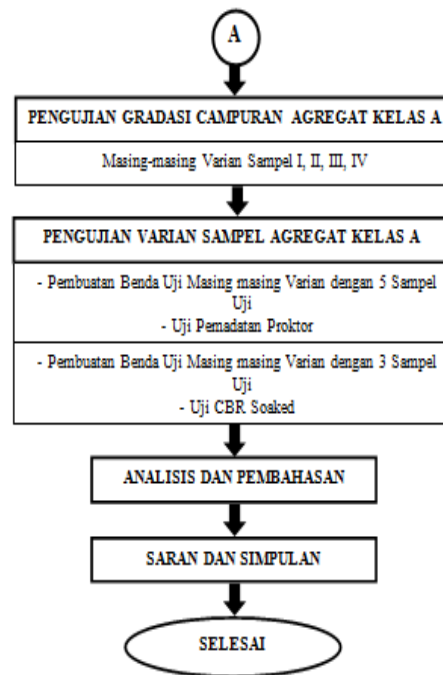 A
PENGUJIAN GRADASI CAMPURAN AGREGAT KELAS A
Masing-masing Varian Sampel I, II, III, IV
PENGUJIAN VARIAN SAMPEL AGREGAT KELAS A
- Pembuatan Benda Uji Masing masing Varian dengan 5 Sampel
Uji
- Uji Pemadatan Proktor
- Pembuatan Benda Uji Masing masing Varian dengan 3 Sampel
Uji
- Uji CBR Soaked
ANALISIS DAN PEMBAHASAN
SARAN DAN SIMPULAN
SELESAI